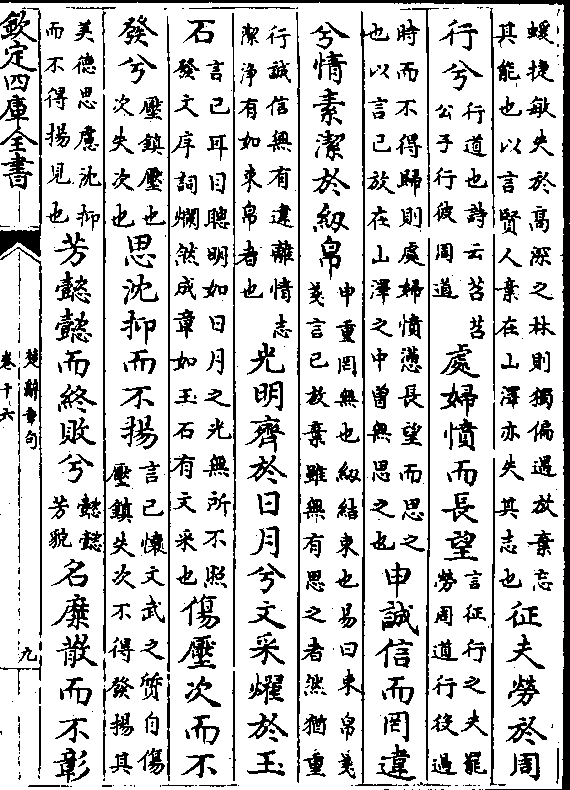 蝯捷敏失於高深之林則獨偏遇放棄忘其能也以言賢人棄在山澤亦失其志也征夫勞於周
行兮行道也詩云苕苕公子行彼周道處婦憤而長望言征行之夫罷勞周道行役過
時而不得歸則處婦憤懣長望而思之也以言己放在山澤之中曾無思之也申誠信而罔違
兮情素潔於紉帛申重罔無也紉結束也易曰束帛戔戔言己放棄雖無有思之者然猶重
行誠信無有違離情志潔淨有如束帛者也光明齊於日月兮文采燿於玉
石言己耳目聰明如日月之光無所不照發文序詞爛然成章如玉石有文采也傷壓次而不
發兮壓鎮壓也次失次也思沈抑而不揚言己懷文武之質自傷壓鎮失次不得發揚其
美德思慮沈抑而不得揚見也芳懿懿而終敗兮懿懿芳貌名靡散而不彰
欽定四庫全書
楚辭章句
卷十六
九